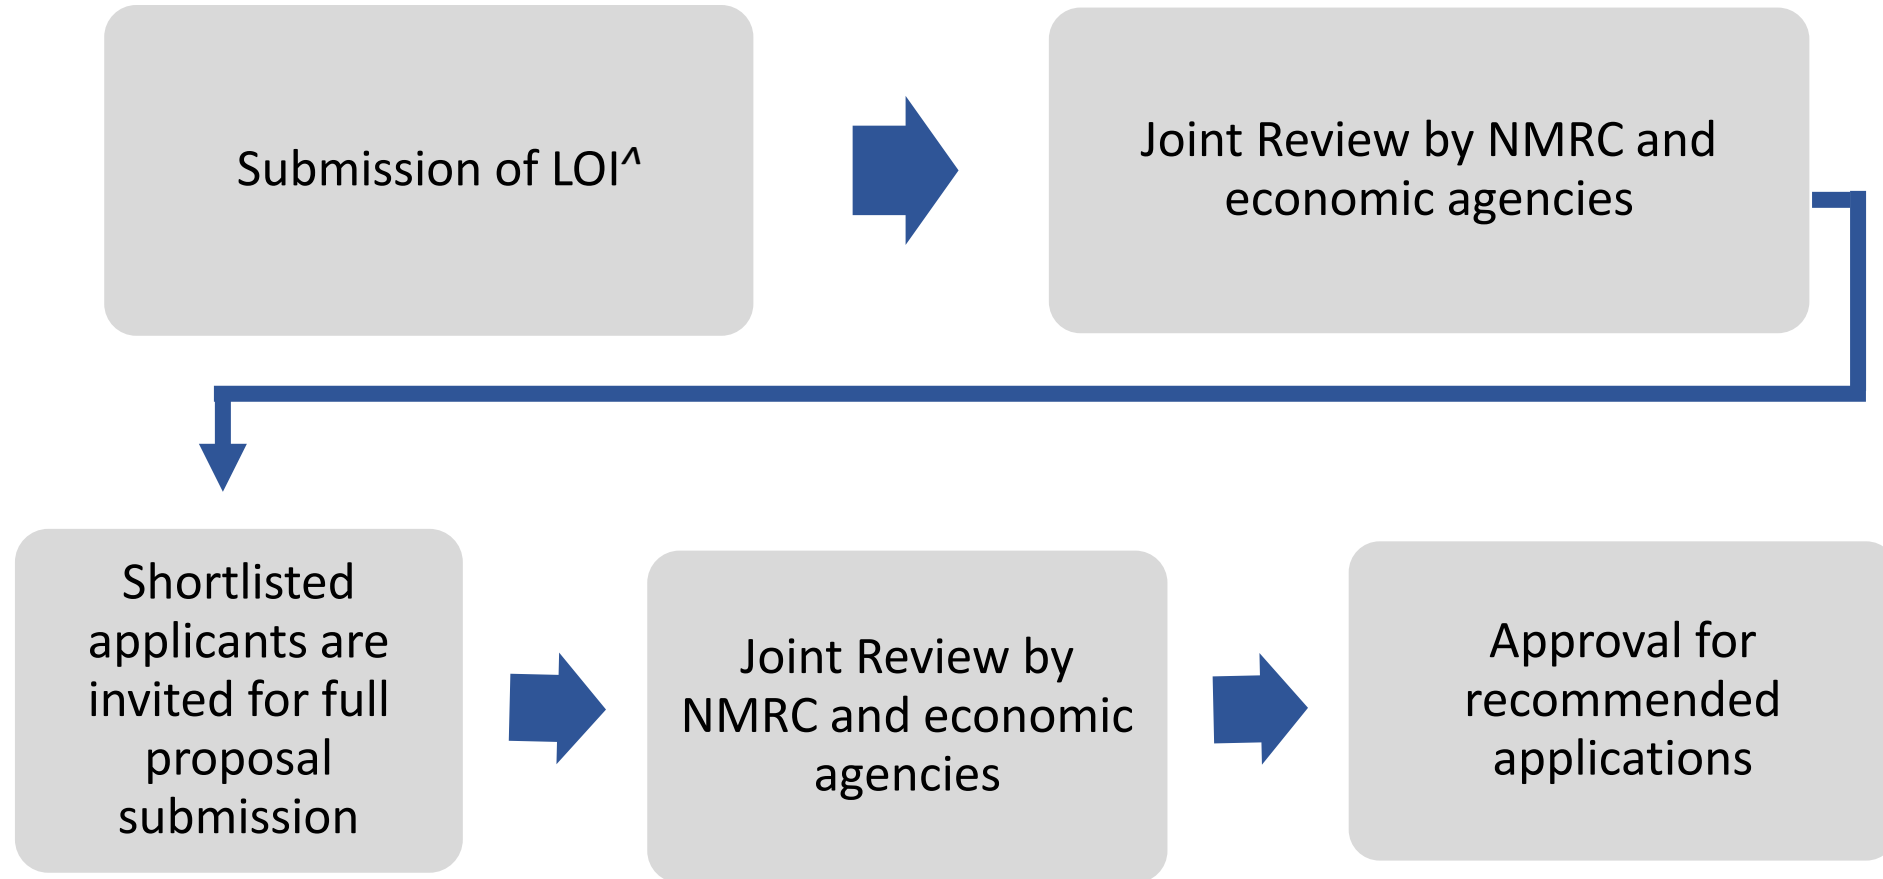 Submission of LOI^
Joint Review by NMRC and
economic agencies
Shortlisted
applicants are
invited for full
proposal
submission
Joint Review by
NMRC and economic
agencies
Approval for
recommended
applications